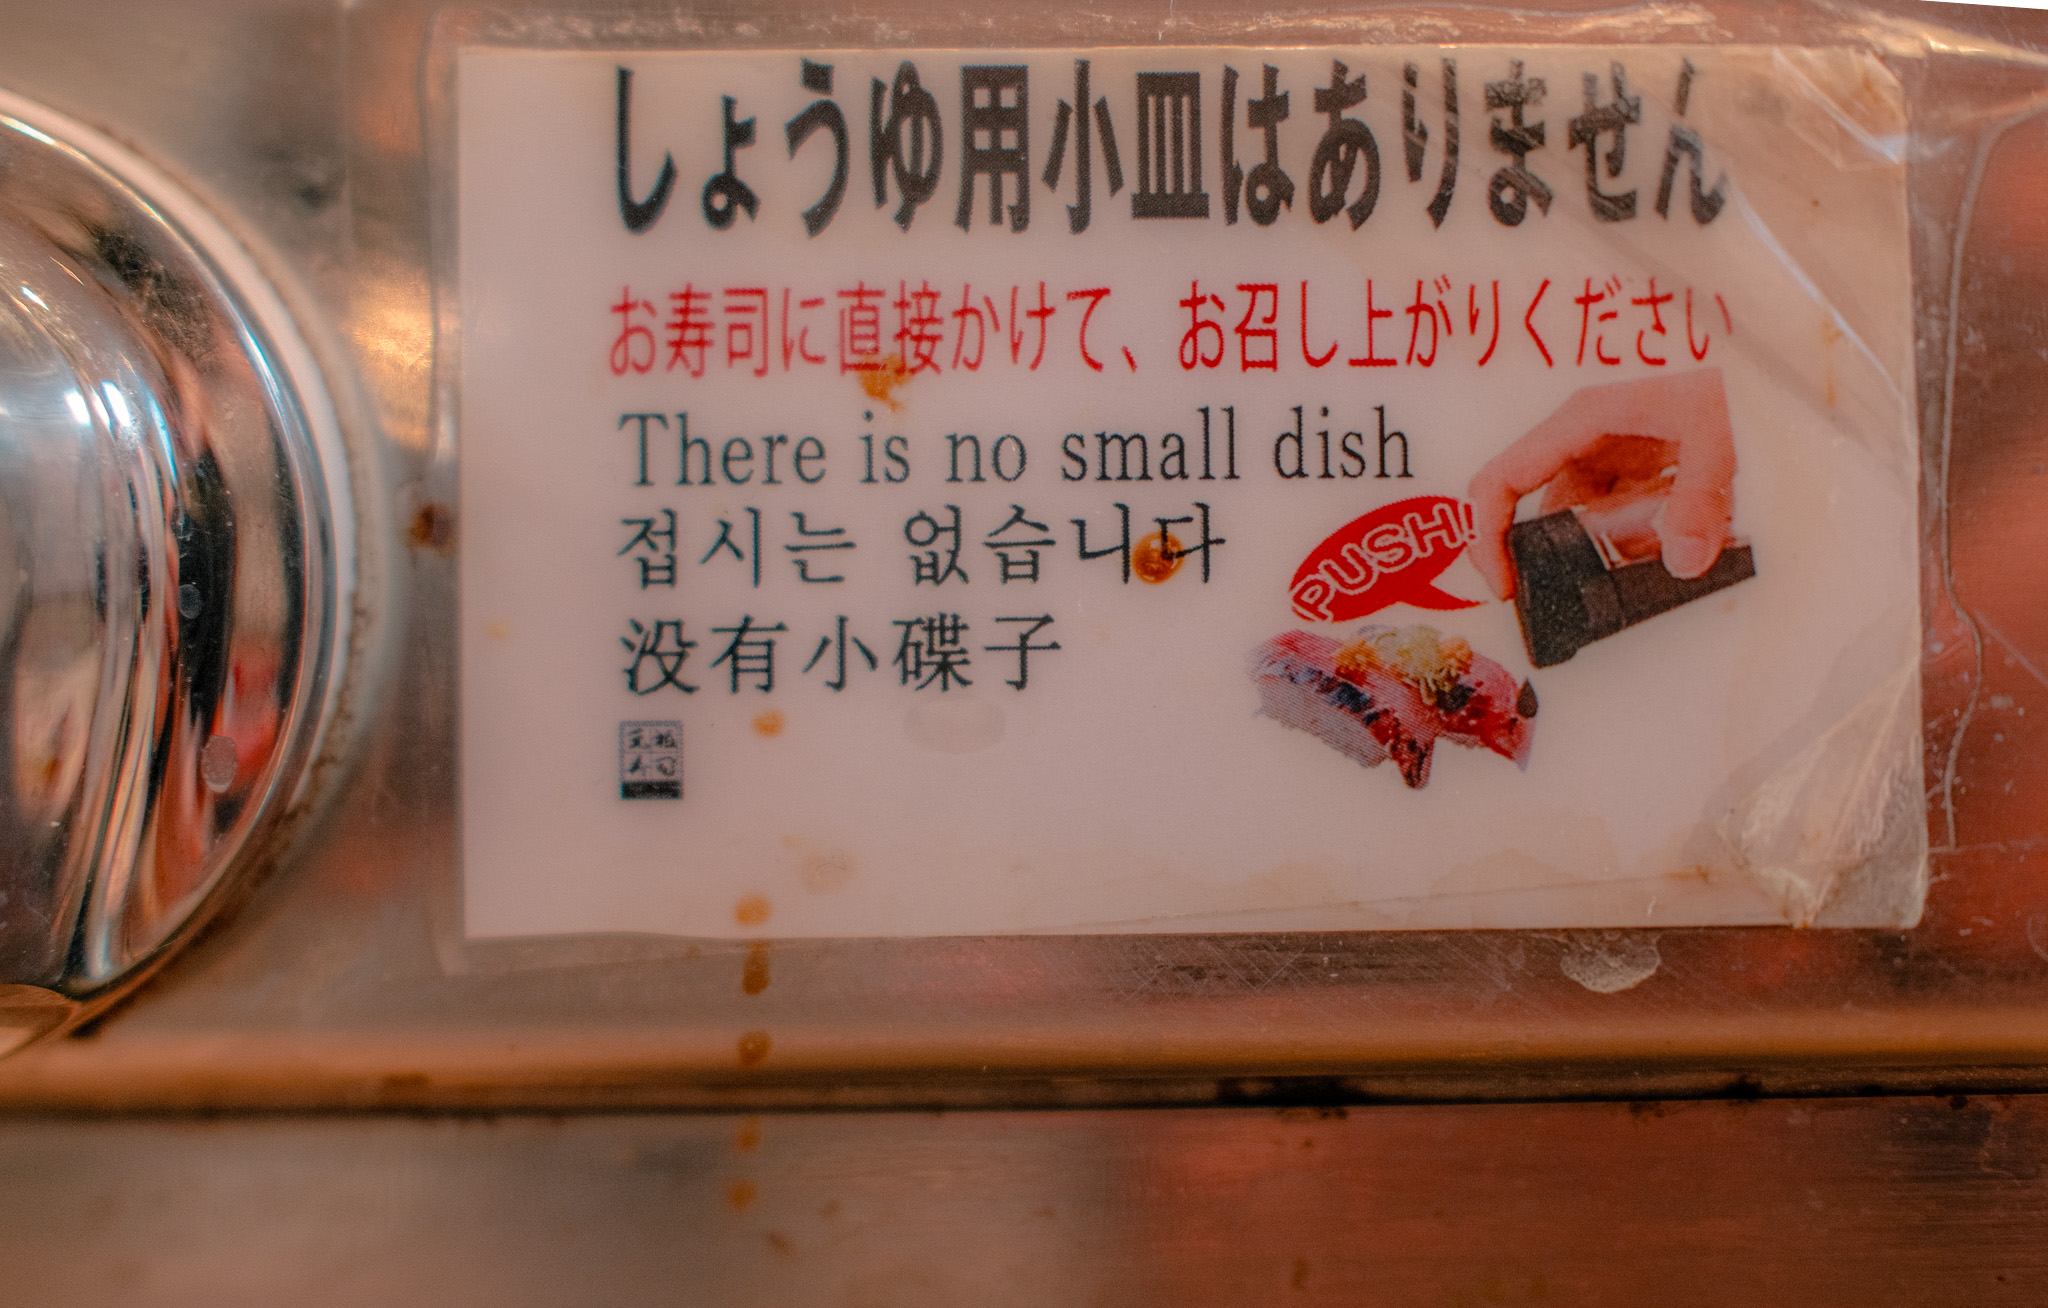 しょうゆ用小皿はありません
お寿司に直接かけて、お召し上がりください
There is no small dish
접시는 없습니다
PUSH!
没有小碟子